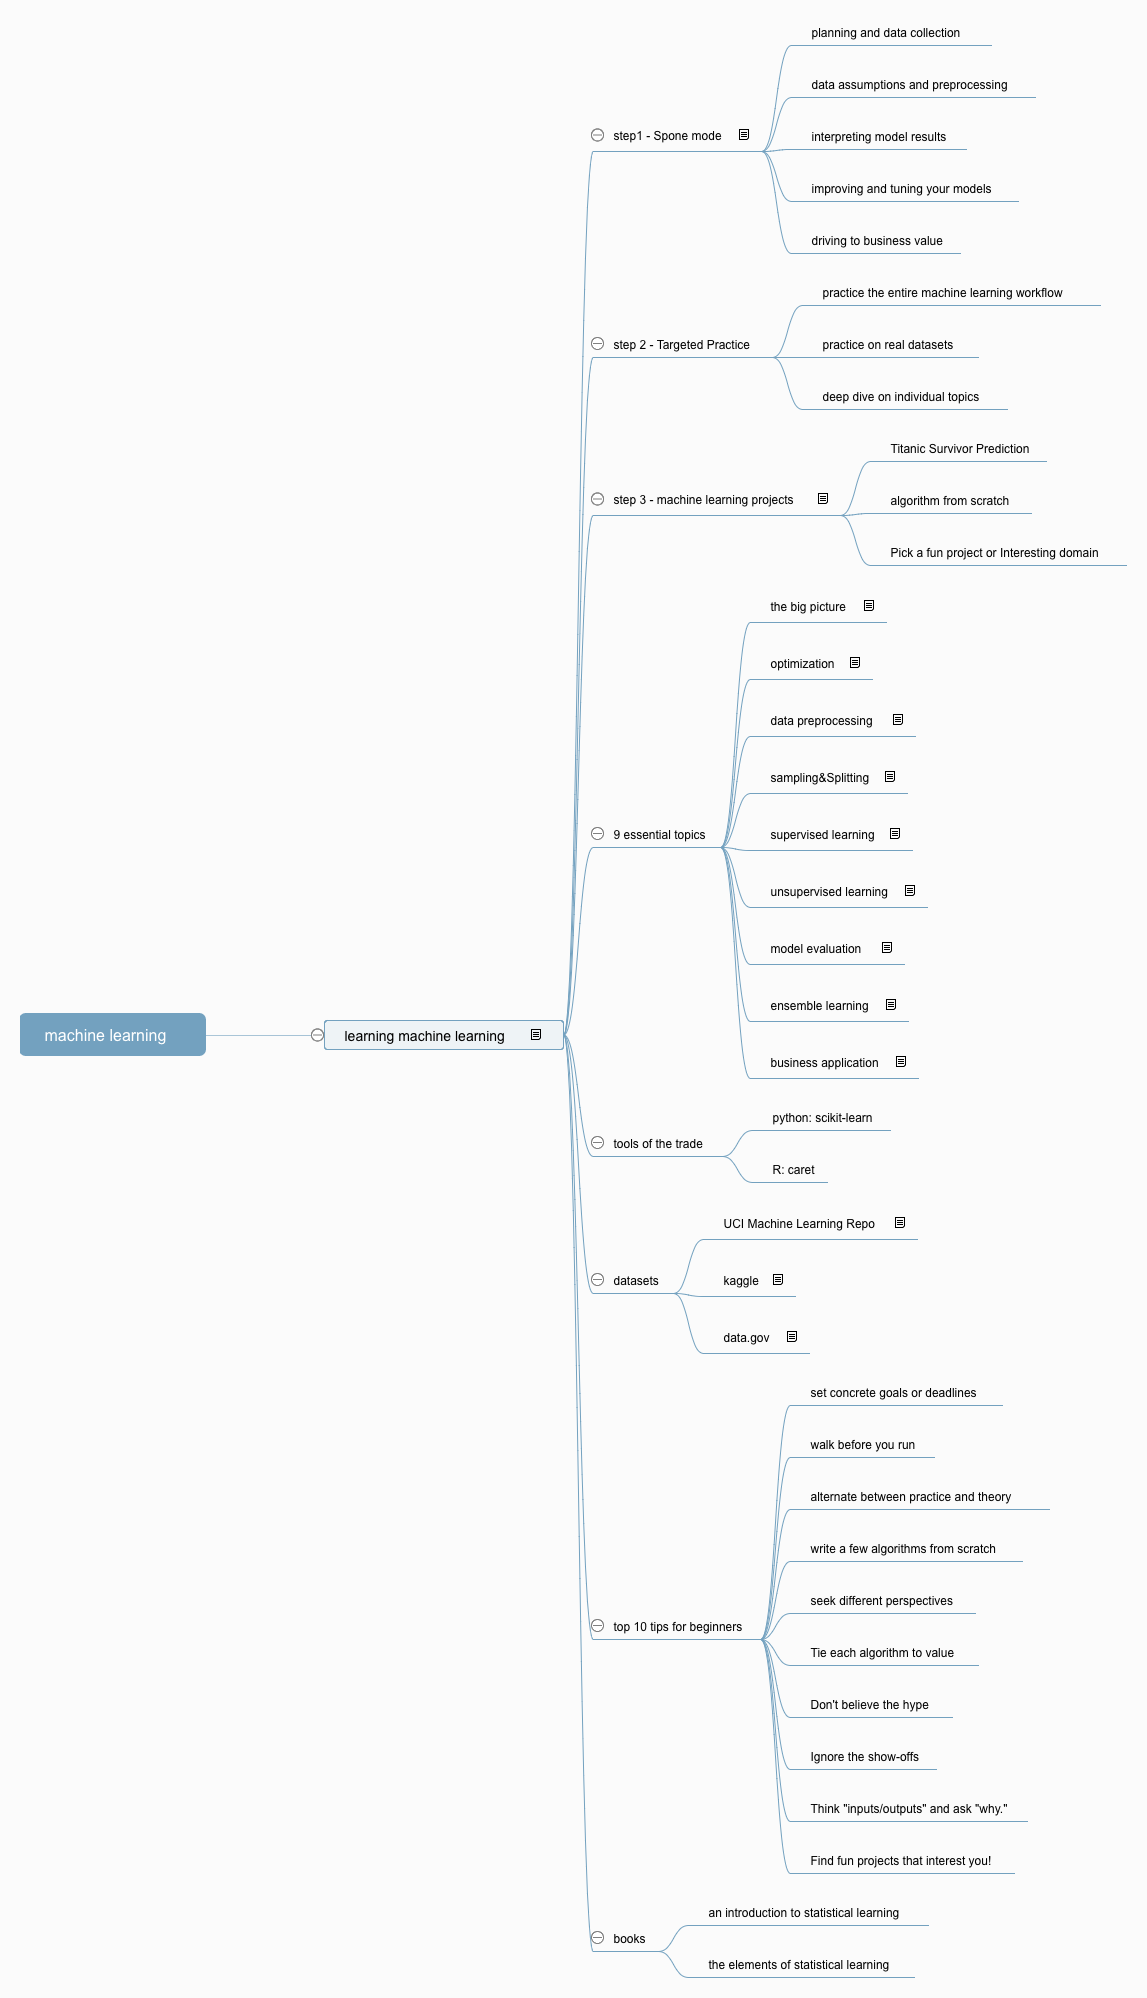 machine learning
learning machine learning
step1 - Spone mode
planning and data collection
data assumptions and preprocessing
interpreting model results
improving and tuning your models
driving to business value
step 2 - Targeted Practice
practice the entire machine learning workflow
practice on real datasets
deep dive on individual topics
step 3 - machine learning projects
Titanic Survivor Prediction
algorithm from scratch
Pick a fun project or Interesting domain
9 essential topics
the big picture
optimization
data preprocessing
sampling&Splitting
supervised learning
unsupervised learning
model evaluation
ensemble learning
business application
tools of the trade
python: scikit-learn
R: caret
datasets
UCI Machine Learning Repo
kaggle
data.gov
top 10 tips for beginners
set concrete goals or deadlines
walk before you run
alternate between practice and theory
write a few algorithms from scratch
seek different perspectives
Tie each algorithm to value
Don't believe the hype
Ignore the show-offs
Think "inputs/outputs" and ask "why."
Find fun projects that interest you!
books
an introduction to statistical learning
the elements of statistical learning